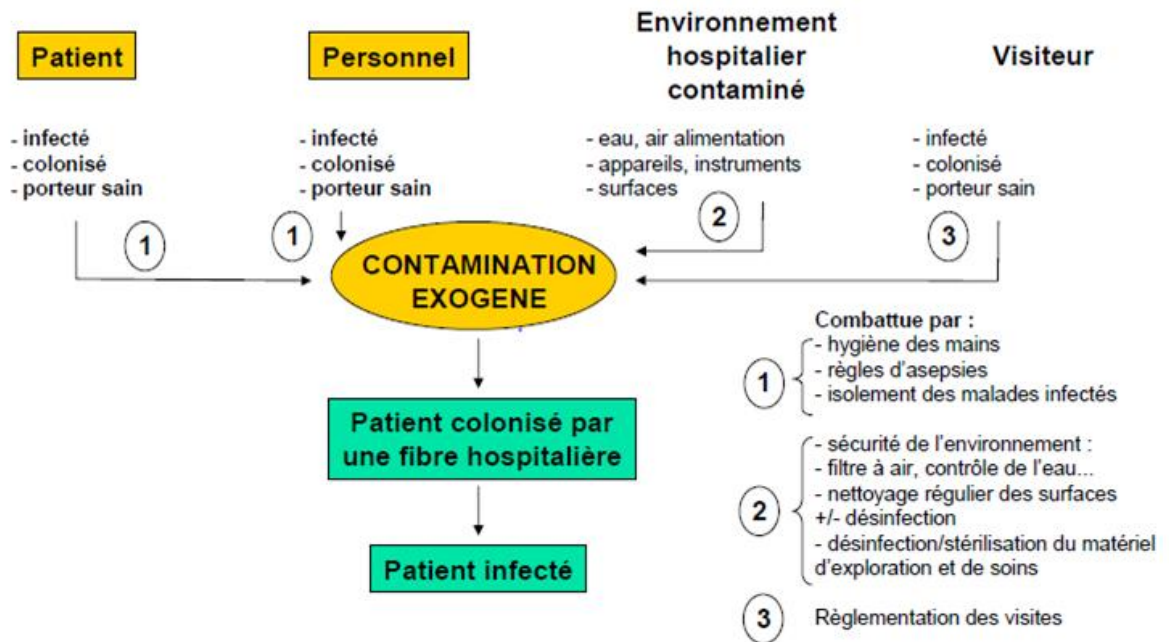 Patient
Personnel
Environnement
hospitalier
contaminé
Visiteur
- infecté
- colonisé
- porteur sain
- infecté
- colonisé
- porteur sain
- eau, air alimentation
- appareils, instruments
- surfaces
- infecté
- colonisé
- porteur sain
1
1
2
3
CONTAMINATION
EXOGENE
Patient colonisé par
une fibre hospitalière
Patient infecté
Combattue par :
1
- hygiène des mains
- règles d'asepsies
- isolement des malades infectés
2
- sécurité de l'environnement :
- filtre à air, contrôle de l'eau...
- nettoyage régulier des surfaces
+/- désinfection
- désinfection/stérilisation du matériel
d'exploration et de soins
3
Règlementation des visites